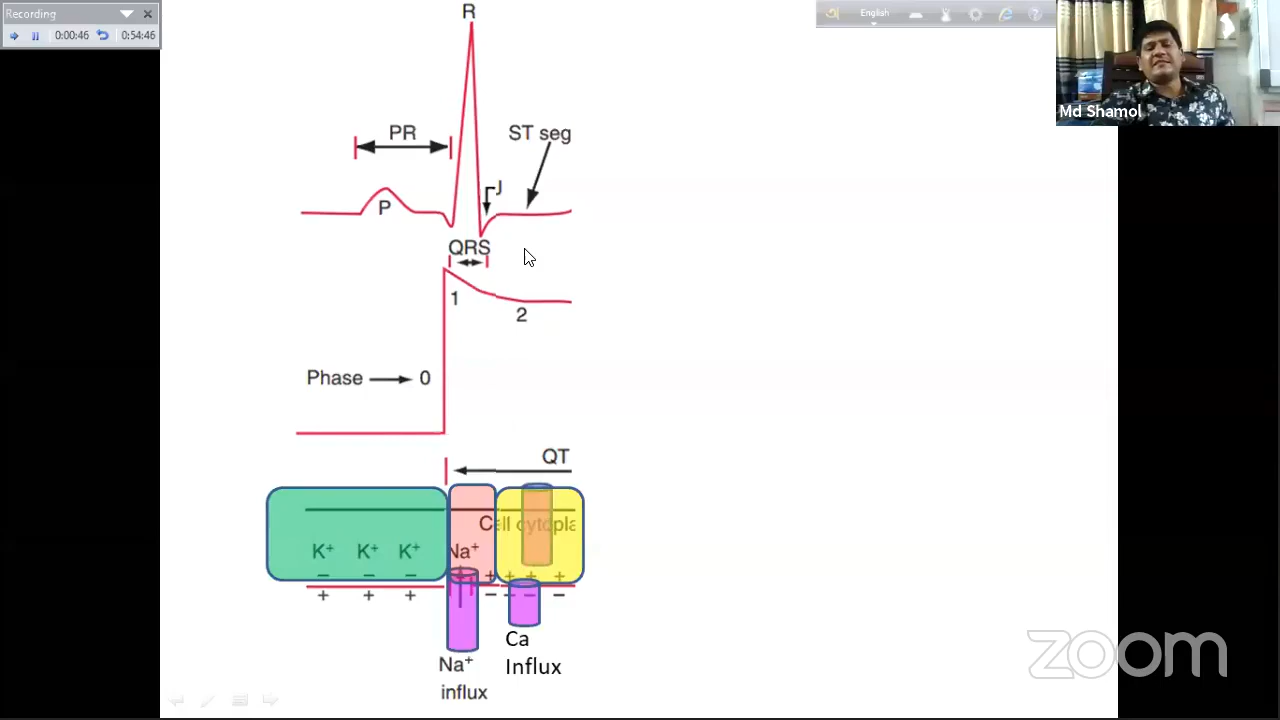 Recording
0:00:46
0:54:46
English
Md Shamol
R
PR
ST seg
J
P
QRS
1
2
Phase 0
QT
Cell cytopla
K+ K+ K+ Na+
− − − + + + + +
+ + + − − − −
Ca
Influx
Na+
influx
zoom